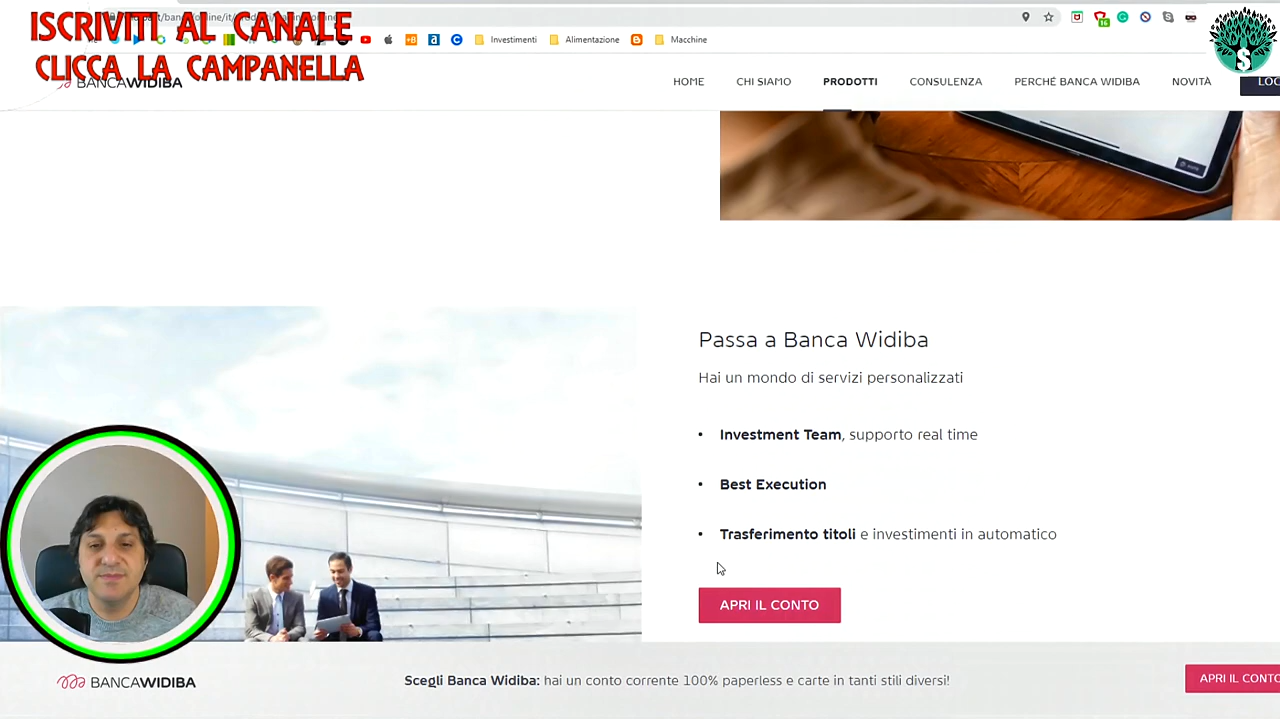 ISCRIVITI AL CANALE
CLICCA LA CAMPANELLA
Investimenti
Alimentazione
Macchine
BANCAWIDIBA
HOME
CHI SIAMO
PRODOTTI
CONSULENZA
PERCHÉ BANCA WIDIBA
NOVITÀ
Passa a Banca Widiba
Hai un mondo di servizi personalizzati
• Investment Team, supporto real time
• Best Execution
• Trasferimento titoli e investimenti in automatico
APRI IL CONTO
BANCAWIDIBA
Scegli Banca Widiba: hai un conto corrente 100% paperless e carte in tanti stili diversi!
APRI IL CONTO